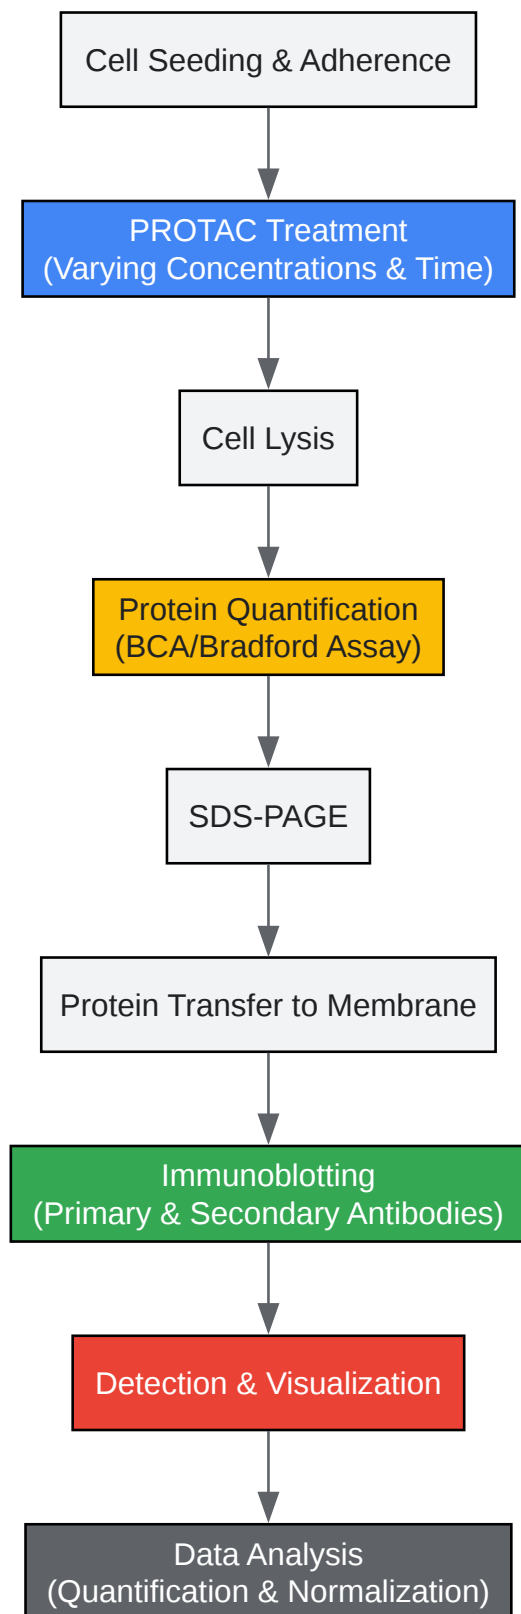 Cell Seeding & Adherence
PROTAC Treatment
(Varying Concentrations & Time)
Cell Lysis
Protein Quantification
(BCA/Bradford Assay)
SDS-PAGE
Protein Transfer to Membrane
Immunoblotting
(Primary & Secondary Antibodies)
Detection & Visualization
Data Analysis
(Quantification & Normalization)